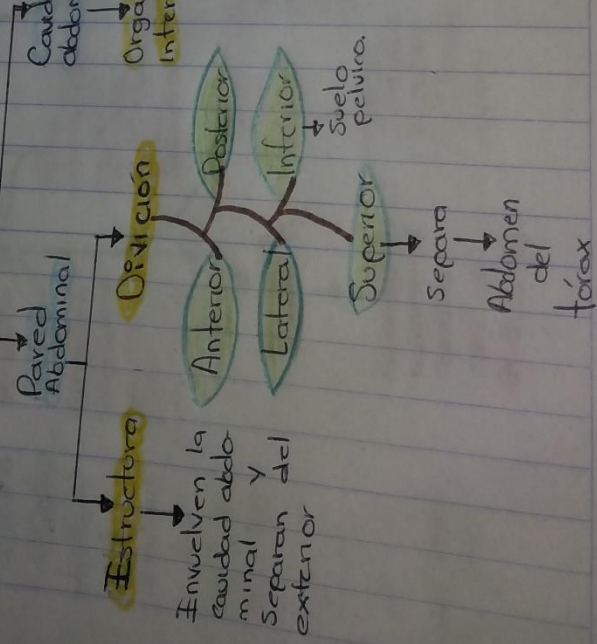 Pared
Abdominal
Estructura
Envuelven la
cavidad abdo-
minal y
Separan del
exterior
Divición
Anterior
Posterior
Lateral
Inferior
Suelo
pelvico.
Superior
Separa
Abdomen
del
tórax